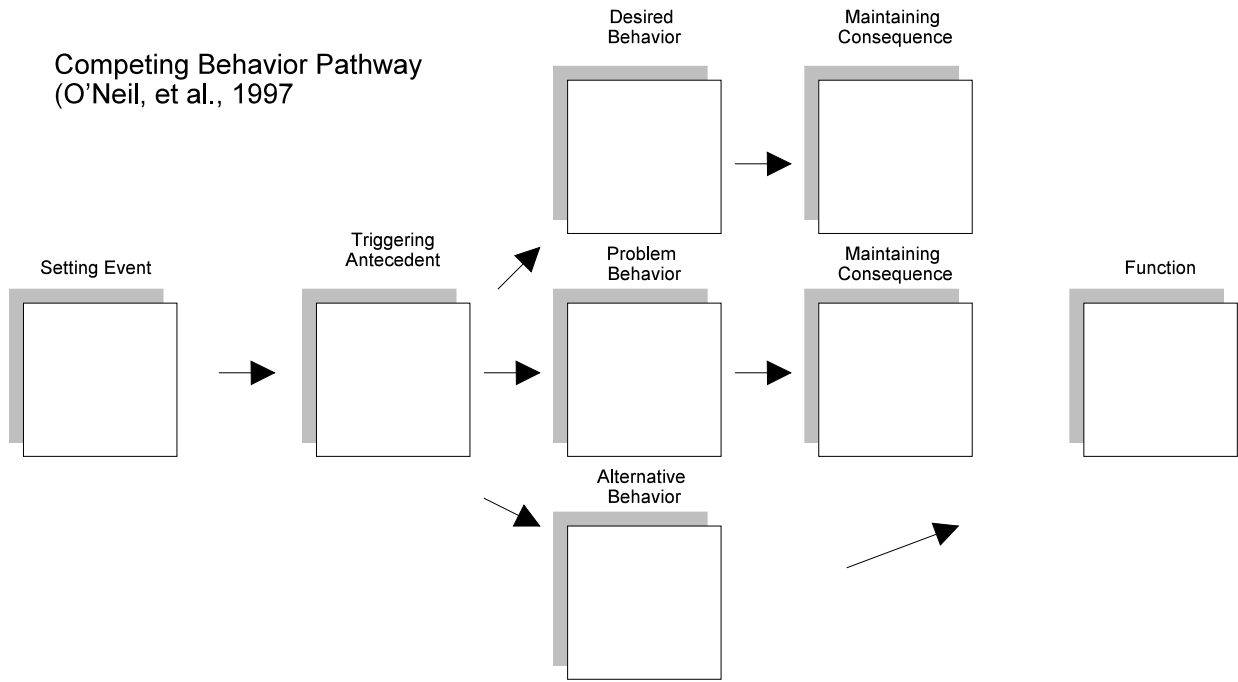 Competing Behavior Pathway
(O'Neil, et al., 1997
Desired
Behavior
Maintaining
Consequence
Setting Event
Triggering
Antecedent
Problem
Behavior
Maintaining
Consequence
Function
Alternative
Behavior